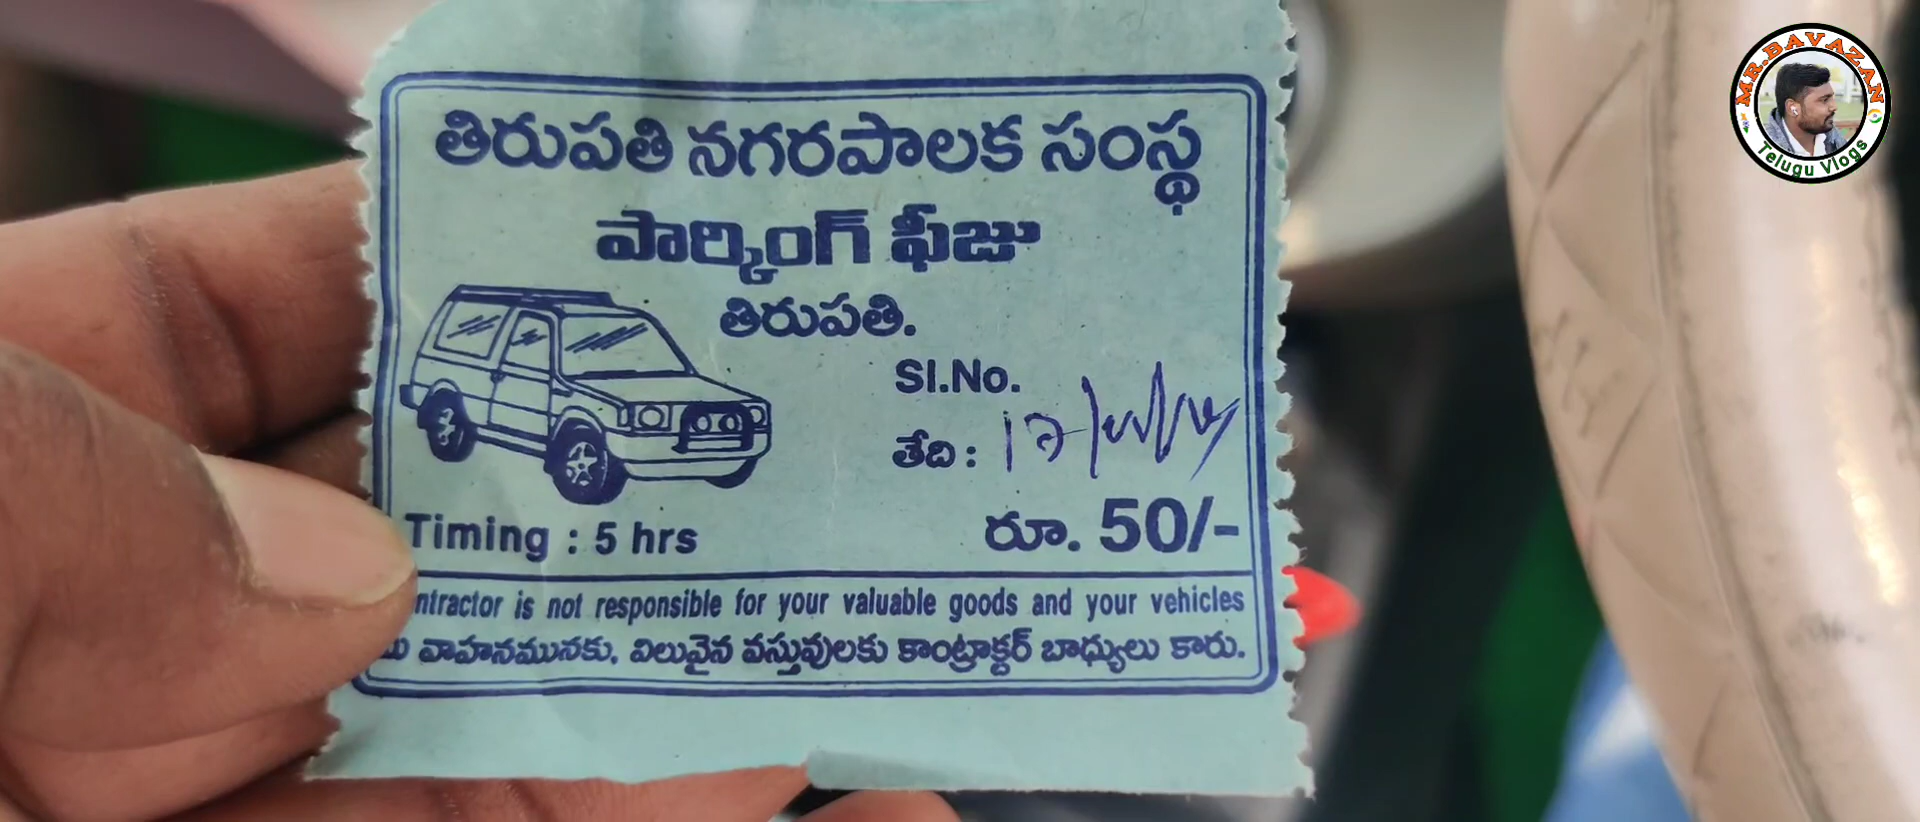 తిరుపతి నగరపాలక సంస్థ
పార్కింగ్ ఫీజు
తిరుపతి.
Sl.No.
తేది :
Timing : 5 hrs
రూ. 50/-
is not responsible for your valuable goods and your vehicles
వాహనమునకు, విలువైన వస్తువులకు కాంట్రాక్టర్ బాధ్యులు కారు.
MR.BAVAZAN
Telugu Vlogs